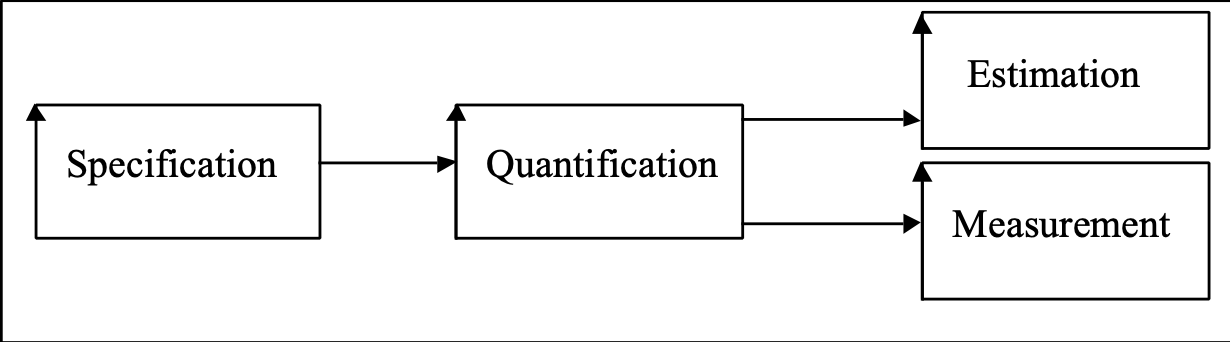 Estimation
Specification
Quantification
Measurement